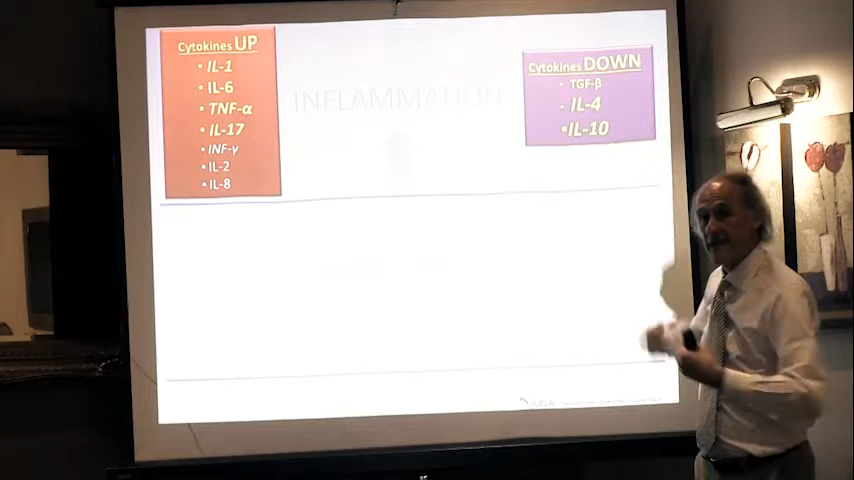 Cytokines UP
• IL-1
• IL-6
• TNF-α
• IL-17
• INF-γ
• IL-2
• IL-8
INFLAMMATION
Cytokines DOWN
• TGF-β
• IL-4
• IL-10